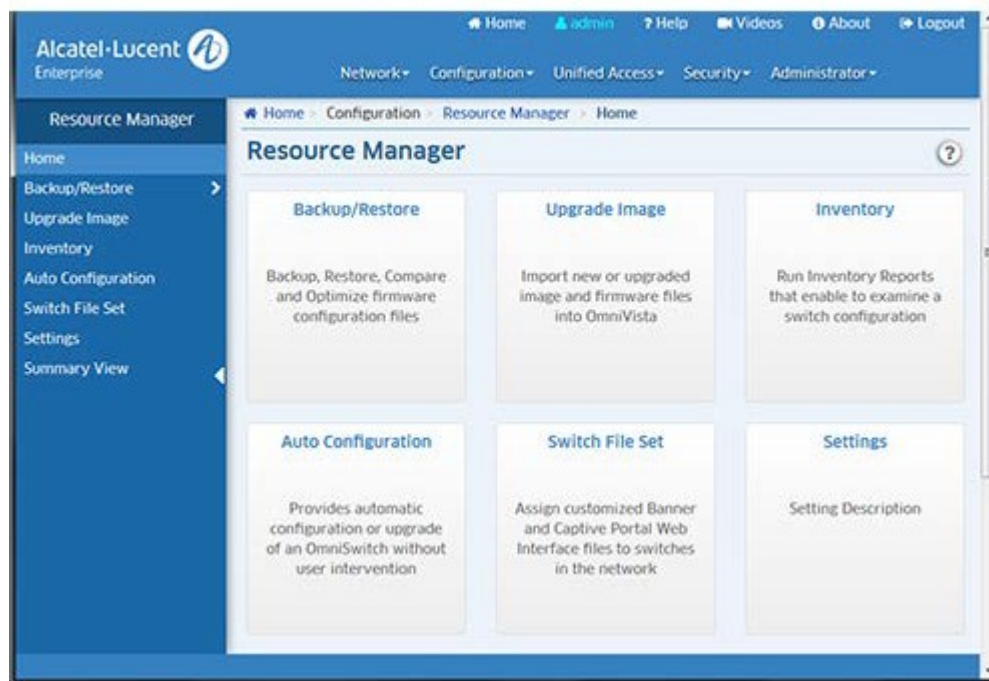 Home admin ? Help Videos About Logout
Alcatel·Lucent
Enterprise
Network Configuration Unified Access Security Administrator
Resource Manager
Home > Configuration > Resource Manager > Home
Resource Manager
?
Home
Backup/Restore
Upgrade Image
Inventory
Auto Configuration
Switch File Set
Settings
Summary View
Backup/Restore
Backup, Restore, Compare
and Optimize firmware
configuration files
Upgrade Image
Import new or upgraded
image and firmware files
into OmniVista
Inventory
Run Inventory Reports
that enable to examine a
switch configuration
Auto Configuration
Provides automatic
configuration or upgrade
of an OmniSwitch without
user intervention
Switch File Set
Assign customized Banner
and Captive Portal Web
Interface files to switches
in the network
Settings
Setting Description